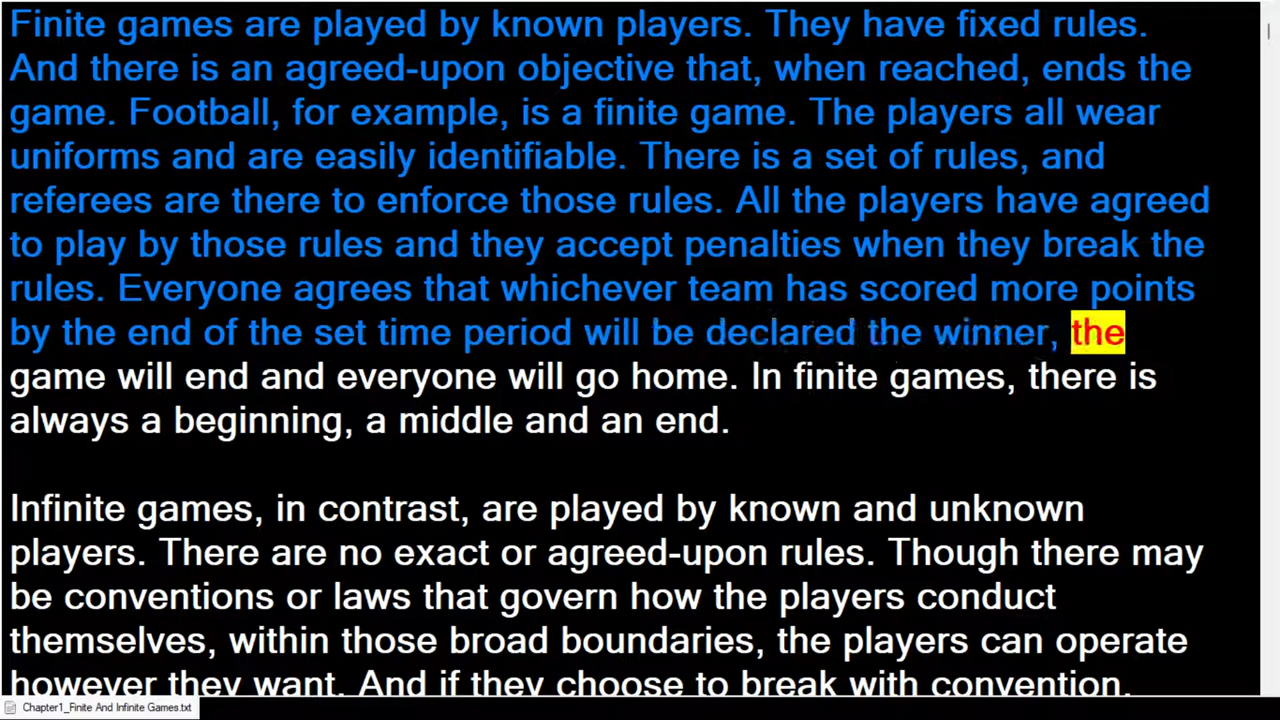 Finite games are played by known players. They have fixed rules.
And there is an agreed-upon objective that, when reached, ends the
game. Football, for example, is a finite game. The players all wear
uniforms and are easily identifiable. There is a set of rules, and
referees are there to enforce those rules. All the players have agreed
to play by those rules and they accept penalties when they break the
rules. Everyone agrees that whichever team has scored more points
by the end of the set time period will be declared the winner, the
game will end and everyone will go home. In finite games, there is
always a beginning, a middle and an end.
Infinite games, in contrast, are played by known and unknown
players. There are no exact or agreed-upon rules. Though there may
be conventions or laws that govern how the players conduct
themselves, within those broad boundaries, the players can operate
however they want. And if they choose to break with convention,
Chapter1_Finite And Infinite Games.txt